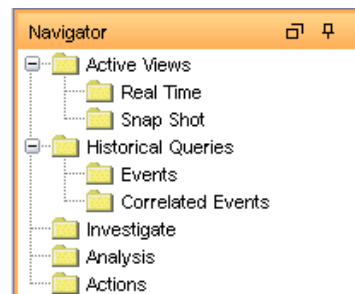 Navigator
Active Views
Real Time
Snap Shot
Historical Queries
Events
Correlated Events
Investigate
Analysis
Actions